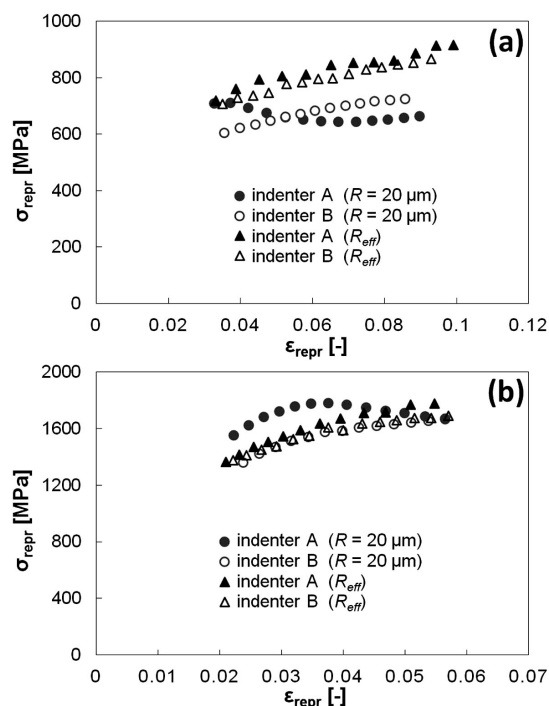 (a)
1000
800
600
400
200
0
σrepr [MPa]
indenter A (R = 20 µm)
indenter B (R = 20 µm)
indenter A (Reff)
indenter B (Reff)
0 0.02 0.04 0.06 0.08 0.1 0.12
εrepr [-]
(b)
2000
1600
1200
800
400
0
σrepr [MPa]
indenter A (R = 20 µm)
indenter B (R = 20 µm)
indenter A (Reff)
indenter B (Reff)
0 0.01 0.02 0.03 0.04 0.05 0.06 0.07
εrepr [-]